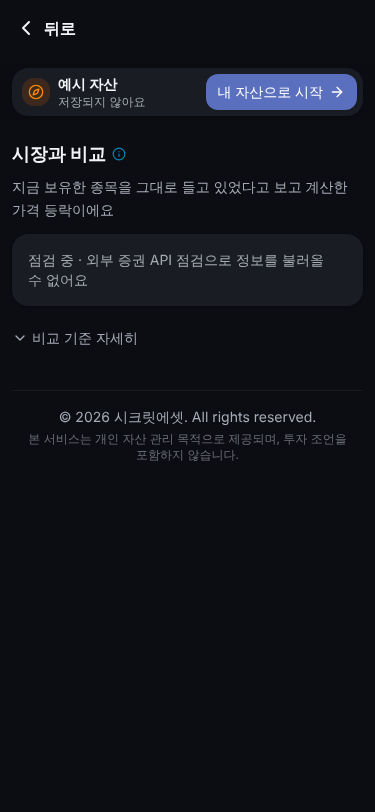 뒤로
예시 자산
저장되지 않아요
내 자산으로 시작
시장과 비교
지금 보유한 종목을 그대로 들고 있었다고 보고 계산한
가격 등락이에요
점검 중 · 외부 증권 API 점검으로 정보를 불러올
수 없어요
비교 기준 자세히
© 2026 시크릿에셋. All rights reserved.
본 서비스는 개인 자산 관리 목적으로 제공되며, 투자 조언을
포함하지 않습니다.